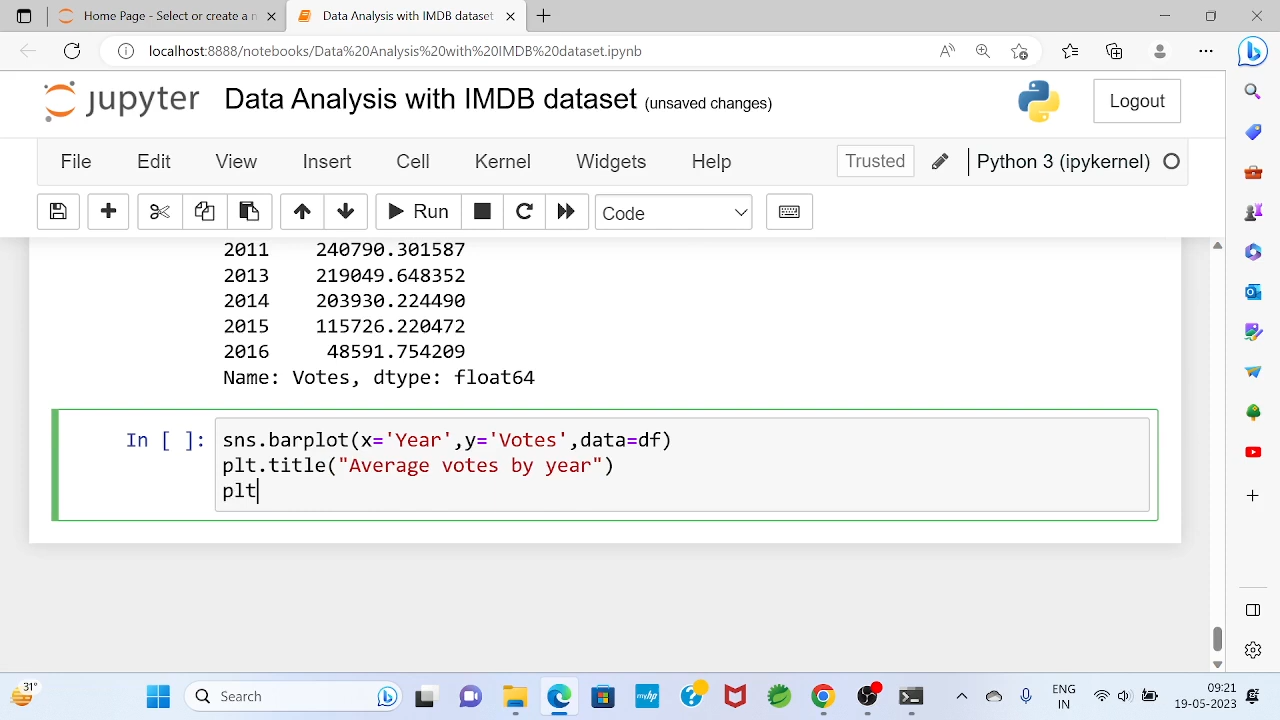 Home Page - Select or create a n
Data Analysis with IMDB dataset
localhost:8888/notebooks/Data%20Analysis%20with%20IMDB%20dataset.ipynb
jupyter Data Analysis with IMDB dataset (unsaved changes)
Logout
File Edit View Insert Cell Kernel Widgets Help
Trusted
Python 3 (ipykernel)
Run
Code
2011 240790.301587
2013 219049.648352
2014 203930.224490
2015 115726.220472
2016 48591.754209
Name: Votes, dtype: float64
In [ ]:
sns.barplot(x='Year',y='Votes',data=df)
plt.title("Average votes by year")
plt
31°
Search
myhp
ENG
IN
09:21
19-05-2023